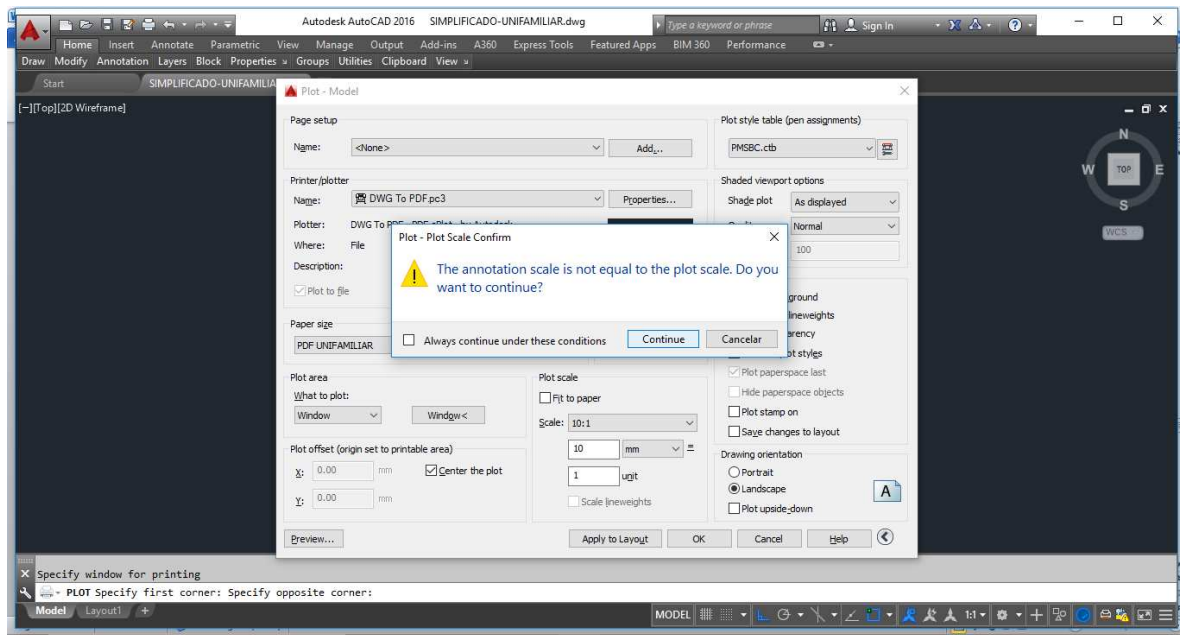 Autodesk AutoCAD 2016 SIMPLIFICADO-UNIFAMILIAR.dwg
Type a keyword or phrase
Sign In
Home Insert Annotate Parametric View Manage Output Add-ins A360 Express Tools Featured Apps BIM 360 Performance
Draw Modify Annotation Layers Block Properties Groups Utilities Clipboard View
Start SIMPLIFICADO-UNIFAMILIA
[−][Top][2D Wireframe]
N
W TOP E
S
WCS
Plot - Model
Page setup
Name: <None> Add...
Printer/plotter
Name: DWG To PDF.pc3 Properties...
Plotter: DWG To
Where: File
Description:
Plot to file
Paper size
PDF UNIFAMILIAR
Plot area
What to plot:
Window Window<
Plot offset (origin set to printable area)
X: 0.00 mm Center the plot
Y: 0.00 mm
Preview...
Plot scale
Fit to paper
Scale: 10:1
10 mm =
1 unit
Scale lineweights
Plot style table (pen assignments)
PMSBC.ctb
Shaded viewport options
Shade plot As displayed
Normal
100
ground
lineweights
arency
ot styles
Plot paperspace last
Hide paperspace objects
Plot stamp on
Save changes to layout
Drawing orientation
Portrait
Landscape
A
Plot upside-down
Apply to Layout OK Cancel Help
Plot - Plot Scale Confirm
The annotation scale is not equal to the plot scale. Do you
want to continue?
Always continue under these conditions Continue Cancelar
Specify window for printing
PLOT Specify first corner: Specify opposite corner:
Model Layout1 +
MODEL 1:1